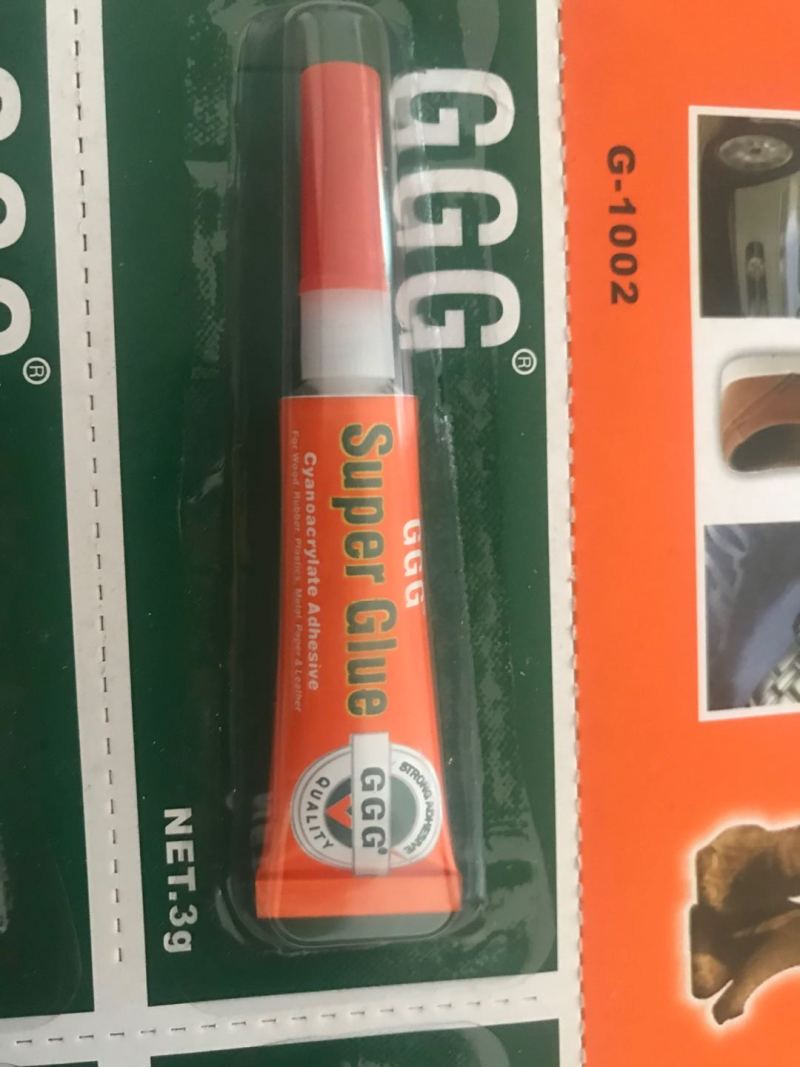 GGG®
G-1002
GGG
Super Glue
Cyanoacrylate Adhesive
For Wood, Rubber, Plastics, Metal, Paper & Leather
STRONG ADHESIVE
GGG®
QUALITY
NET.3g